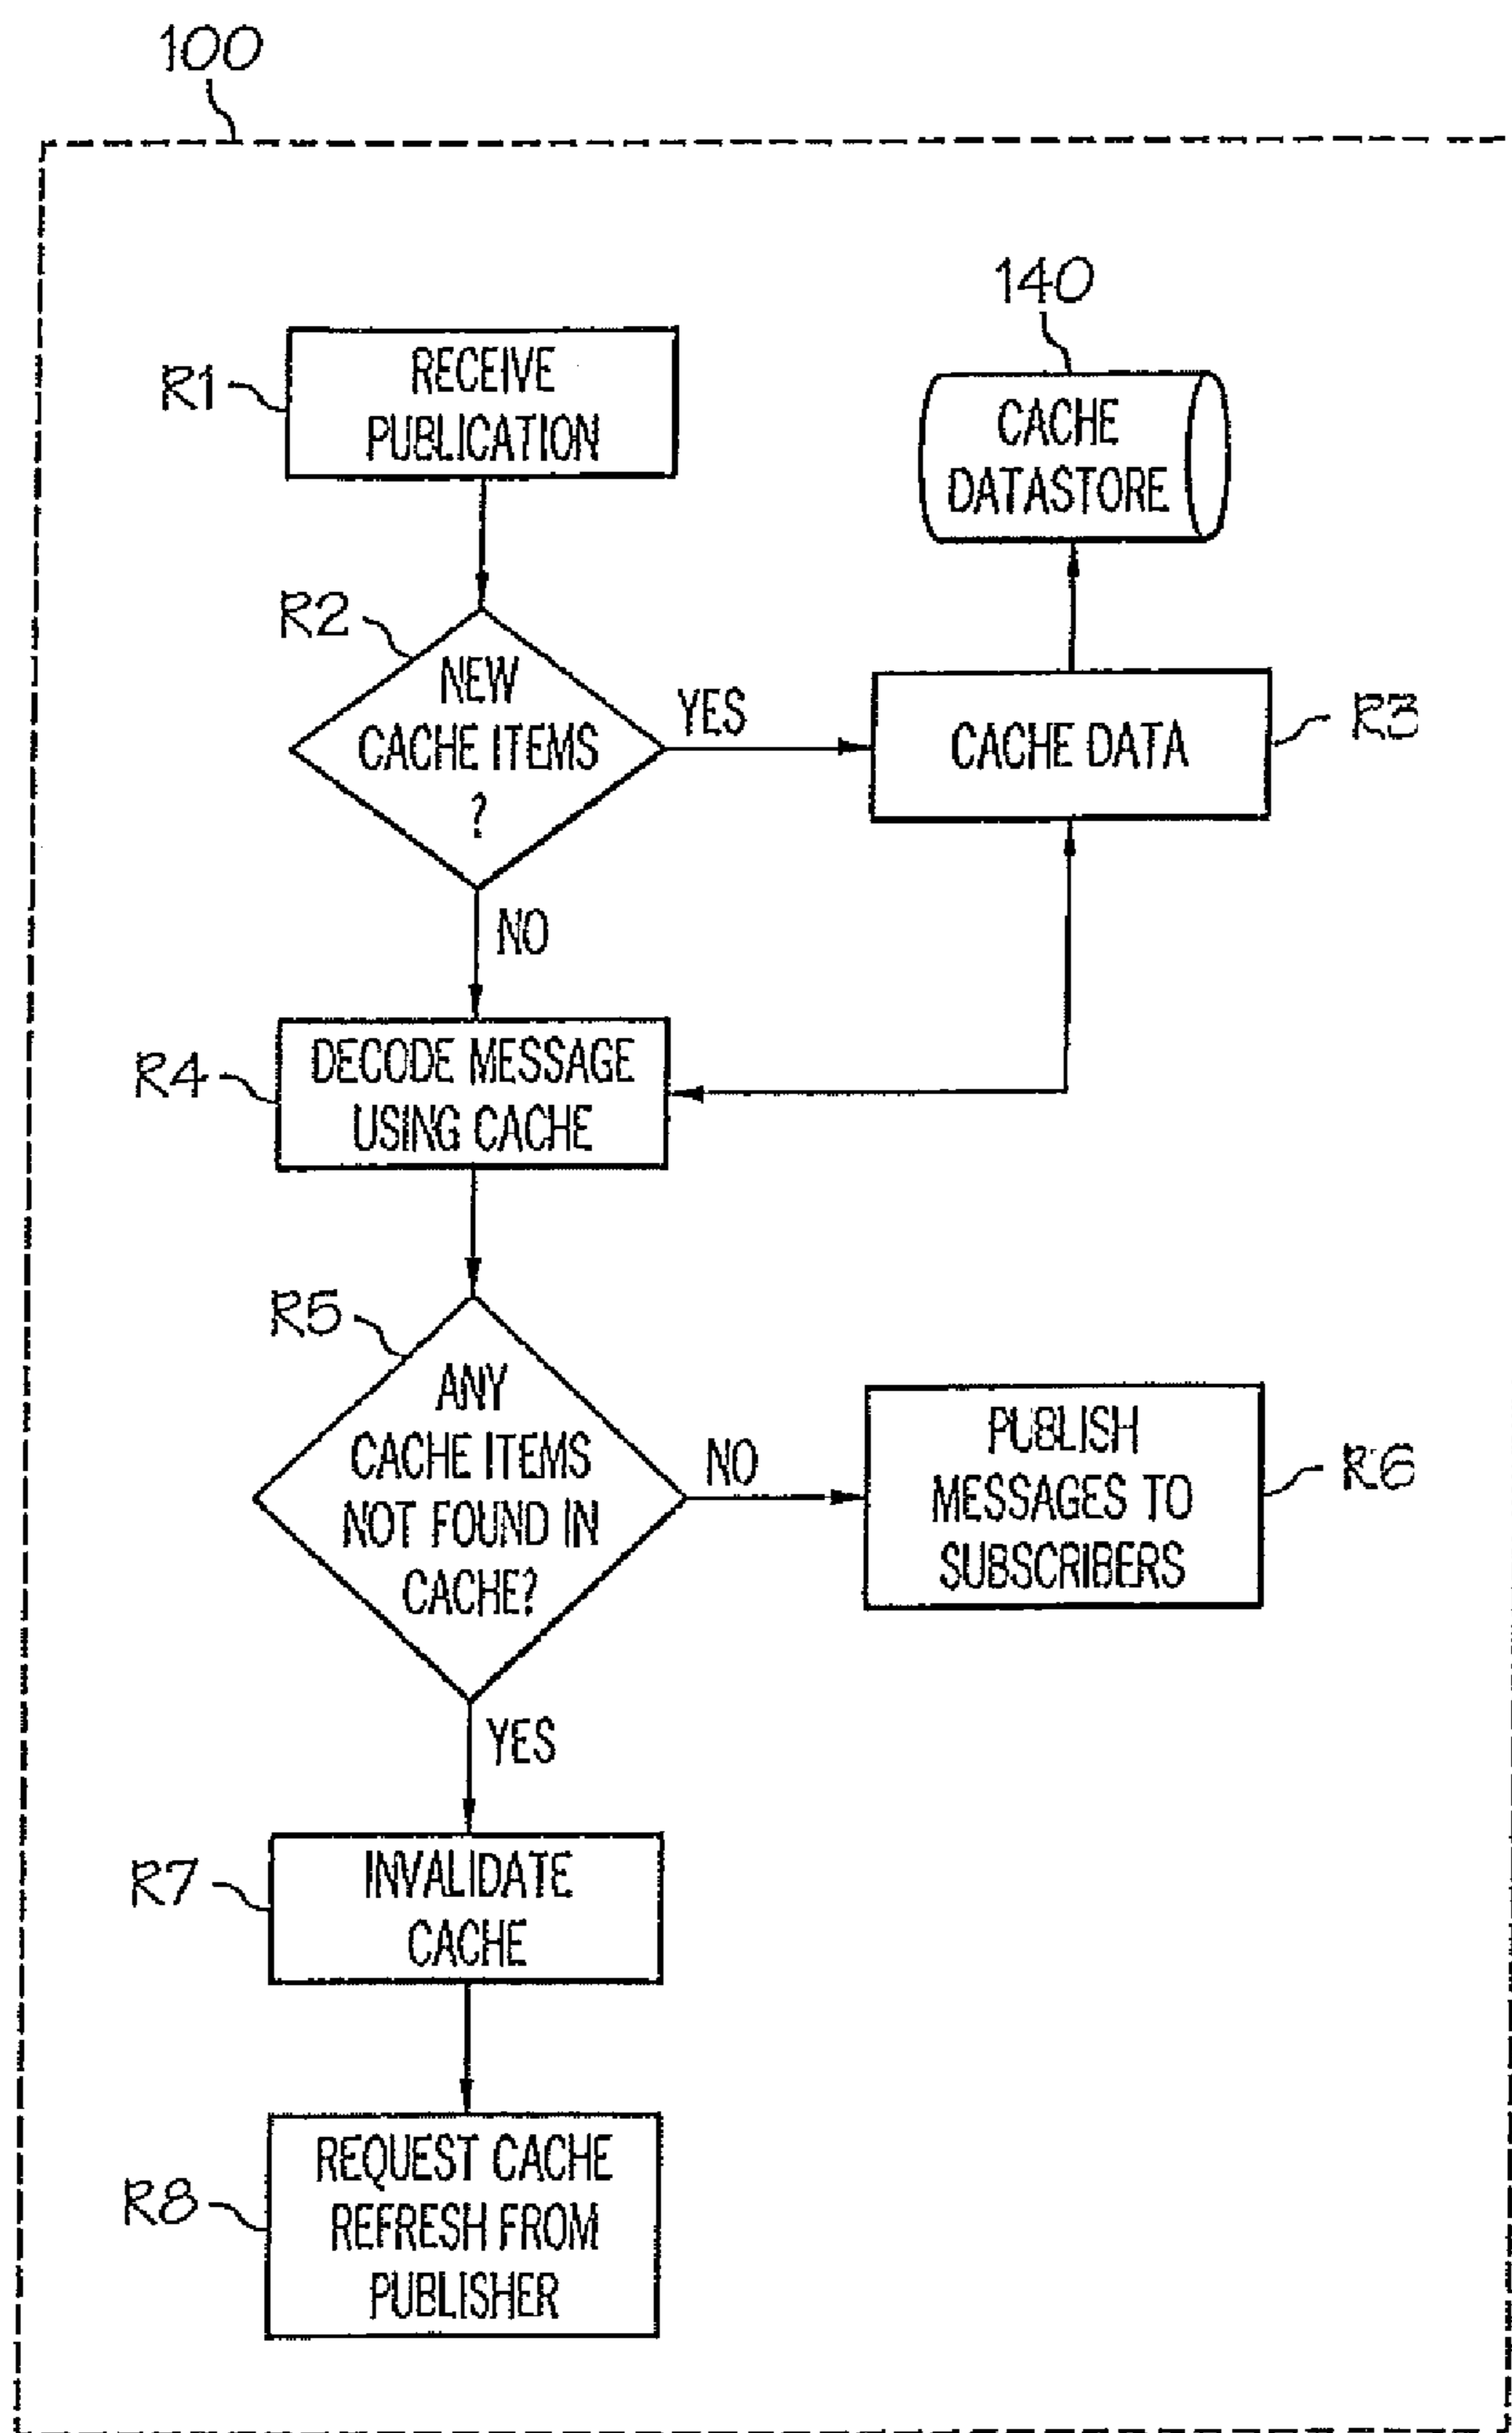 100
140
R1
RECEIVE
PUBLICATION
CACHE
DATASTORE
R2
NEW
CACHE ITEMS
?
YES
CACHE DATA
R3
NO
R4
DECODE MESSAGE
USING CACHE
R5
ANY
CACHE ITEMS
NOT FOUND IN
CACHE?
NO
PUBLISH
MESSAGES TO
SUBSCRIBERS
R6
YES
R7
INVALIDATE
CACHE
R8
REQUEST CACHE
REFRESH FROM
PUBLISHER